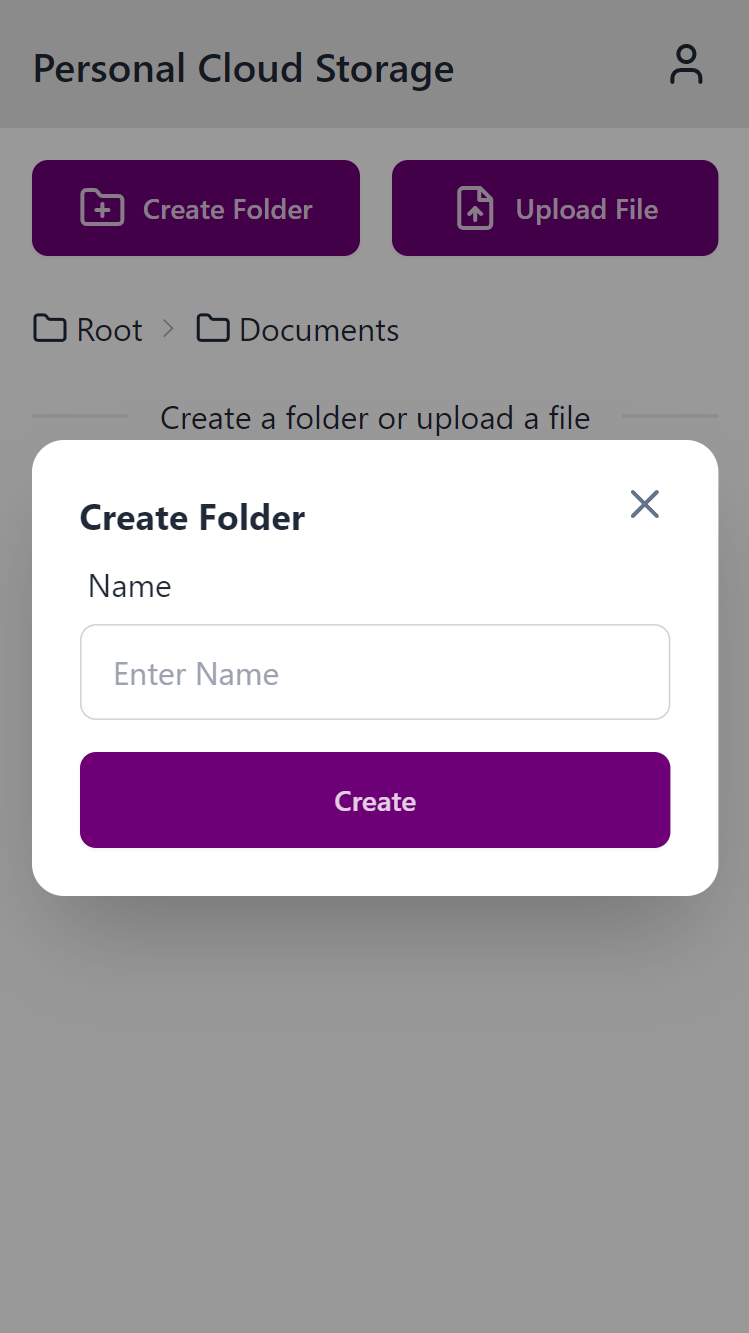 Personal Cloud Storage
Create Folder
Upload File
Root > Documents
Create a folder or upload a file
Create Folder
Name
Enter Name
Create